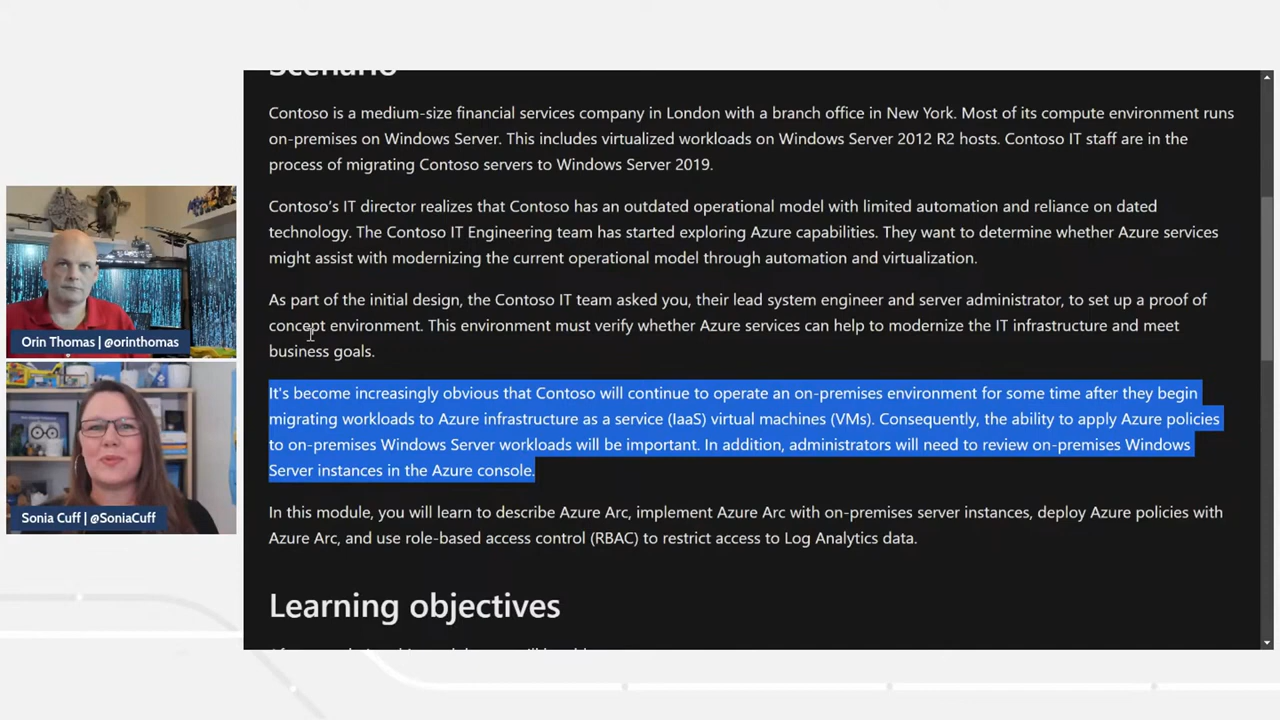 Scenario
Contoso is a medium-size financial services company in London with a branch office in New York. Most of its compute environment runs
on-premises on Windows Server. This includes virtualized workloads on Windows Server 2012 R2 hosts. Contoso IT staff are in the
process of migrating Contoso servers to Windows Server 2019.
Contoso's IT director realizes that Contoso has an outdated operational model with limited automation and reliance on dated
technology. The Contoso IT Engineering team has started exploring Azure capabilities. They want to determine whether Azure services
might assist with modernizing the current operational model through automation and virtualization.
As part of the initial design, the Contoso IT team asked you, their lead system engineer and server administrator, to set up a proof of
concept environment. This environment must verify whether Azure services can help to modernize the IT infrastructure and meet
business goals.
It's become increasingly obvious that Contoso will continue to operate an on-premises environment for some time after they begin
migrating workloads to Azure infrastructure as a service (IaaS) virtual machines (VMs). Consequently, the ability to apply Azure policies
to on-premises Windows Server workloads will be important. In addition, administrators will need to review on-premises Windows
Server instances in the Azure console.
In this module, you will learn to describe Azure Arc, implement Azure Arc with on-premises server instances, deploy Azure policies with
Azure Arc, and use role-based access control (RBAC) to restrict access to Log Analytics data.
Learning objectives
Orin Thomas | @orinthomas
Sonia Cuff | @SoniaCuff